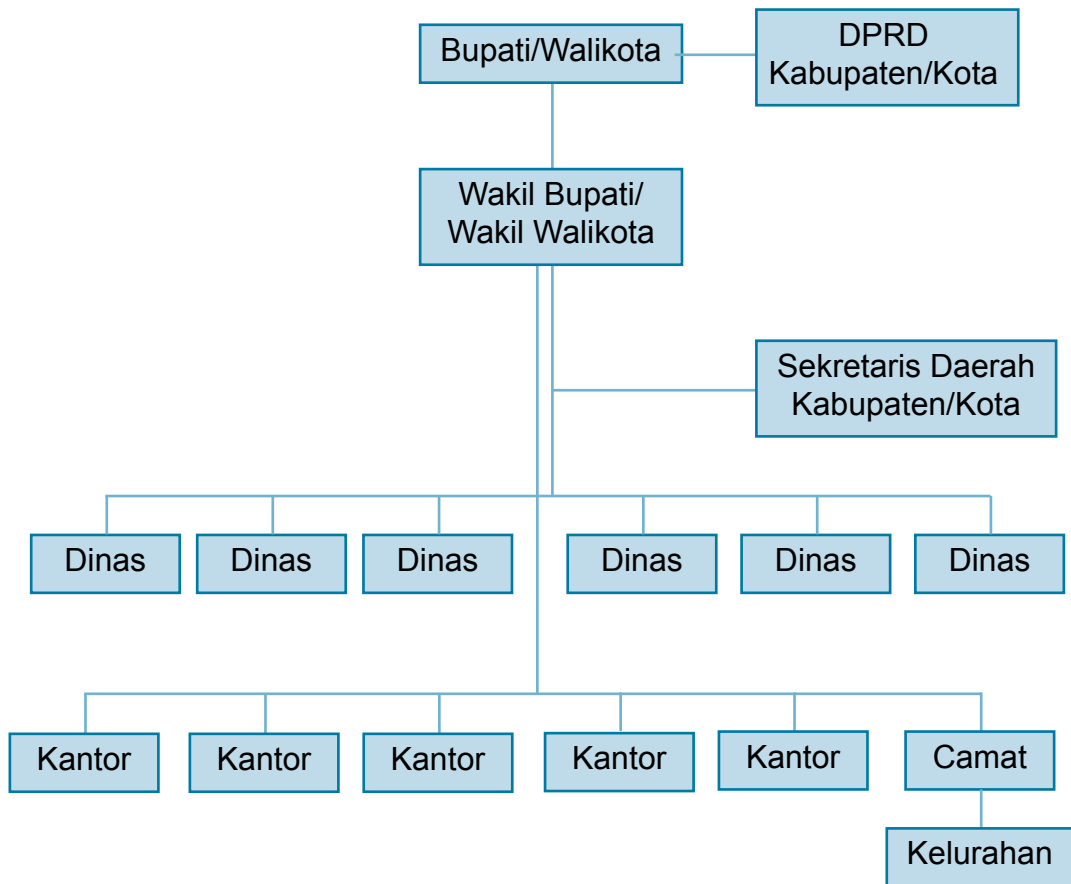 Bupati/Walikota
DPRD
Kabupaten/Kota
Wakil Bupati/
Wakil Walikota
Sekretaris Daerah
Kabupaten/Kota
Dinas
Dinas
Dinas
Dinas
Dinas
Dinas
Kantor
Kantor
Kantor
Kantor
Kantor
Camat
Kelurahan